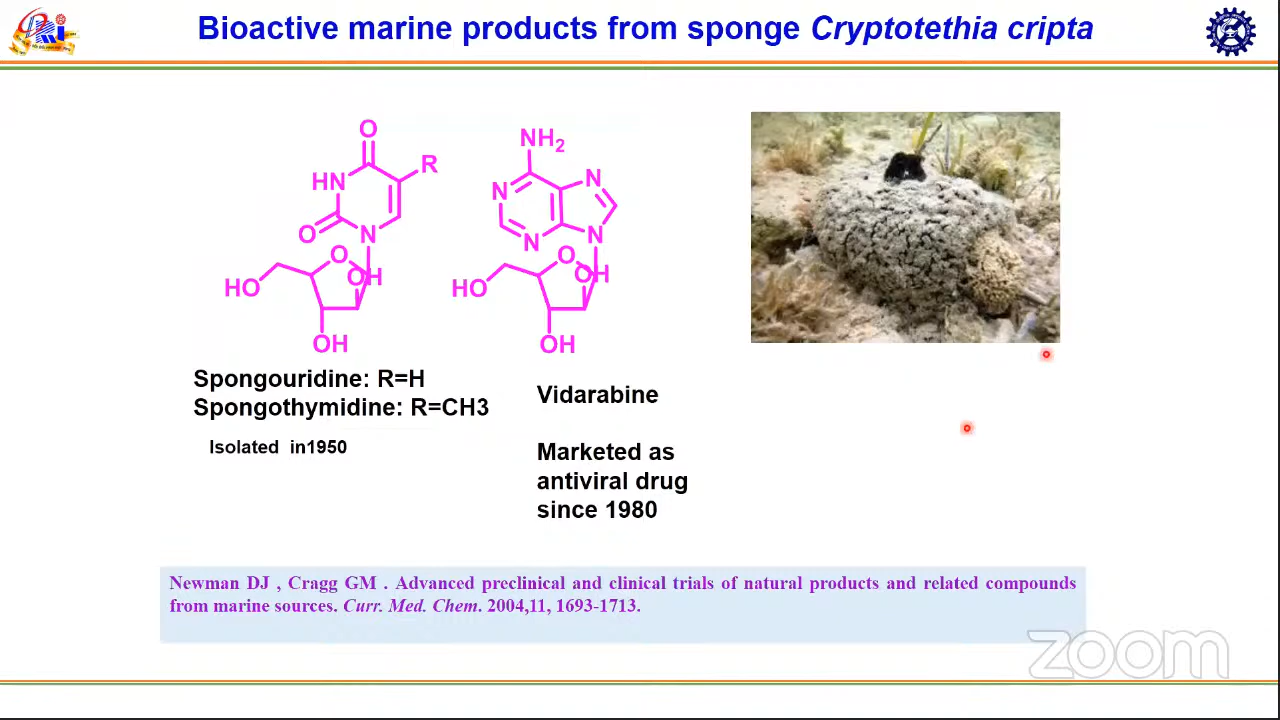 Bioactive marine products from sponge Cryptotethia cripta
O
R
HN
O
N
O
OH
HO
OH
NH2
N
N
N
N
O
OH
HO
OH
Spongouridine: R=H
Spongothymidine: R=CH3
Isolated in1950
Vidarabine
Marketed as
antiviral drug
since 1980
Newman DJ , Cragg GM . Advanced preclinical and clinical trials of natural products and related compounds
from marine sources. Curr. Med. Chem. 2004,11, 1693-1713.
zoom